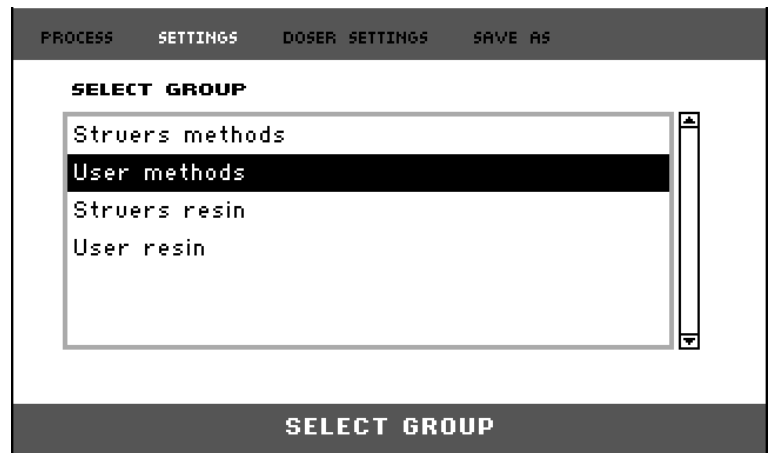 PROCESS SETTINGS DOSER SETTINGS SAVE AS
SELECT GROUP
Struers methods
User methods
Struers resin
User resin
SELECT GROUP